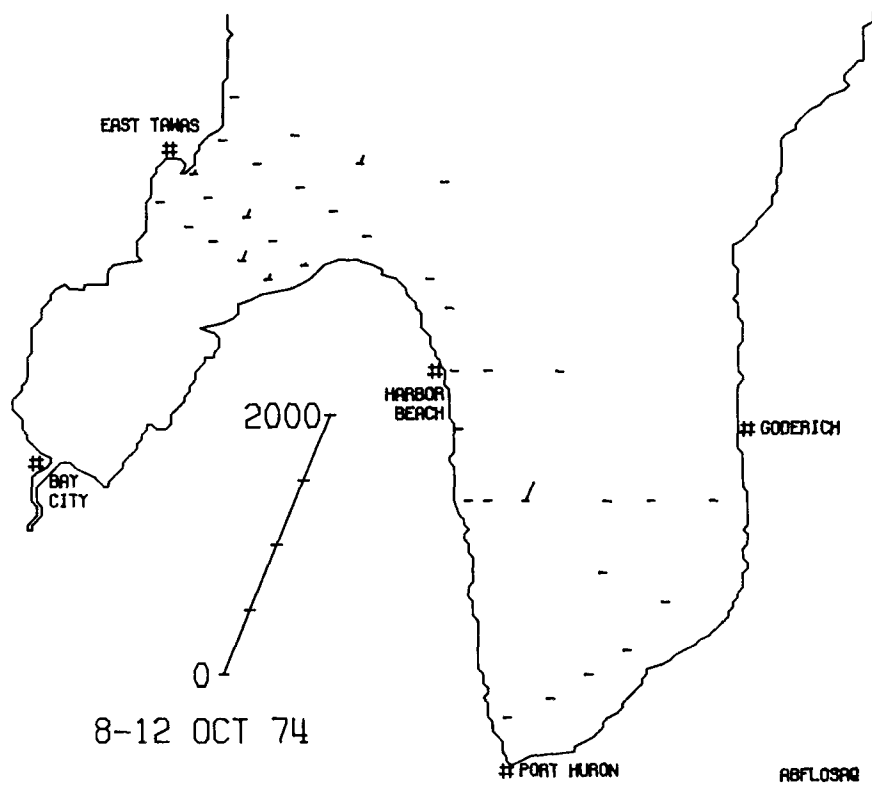 EAST TAWAS
#
2000
#
HARBOR
BEACH
# GODERICH
#
BAY
CITY
0
8-12 OCT 74
# PORT HURON
ABFLOSAQ